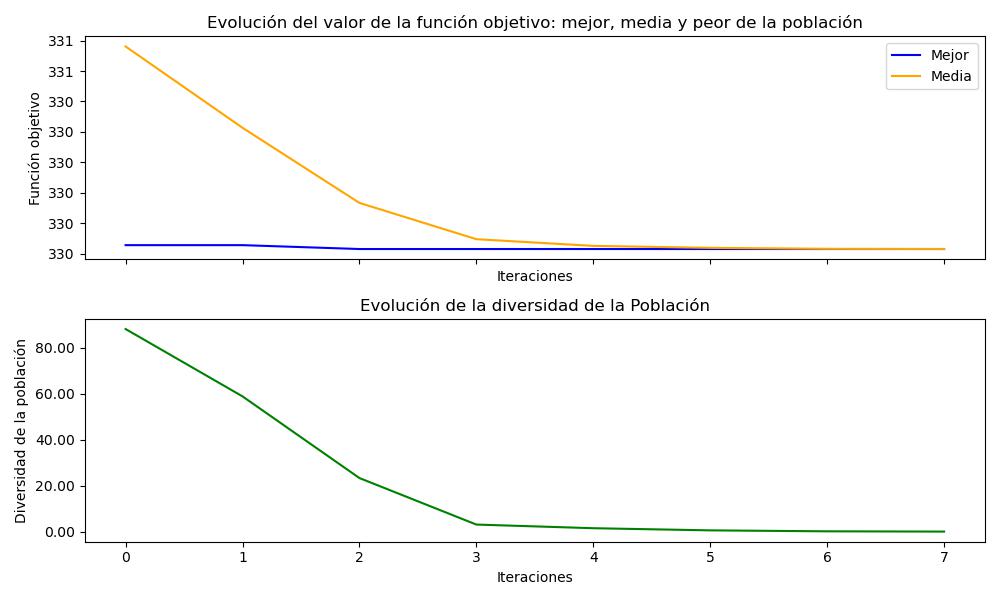 Evolución del valor de la función objetivo: mejor, media y peor de la población
Función objetivo
331
331
330
330
330
330
330
330
Mejor
Media
Iteraciones
Evolución de la diversidad de la Población
Diversidad de la población
80.00
60.00
40.00
20.00
0.00
0 1 2 3 4 5 6 7
Iteraciones